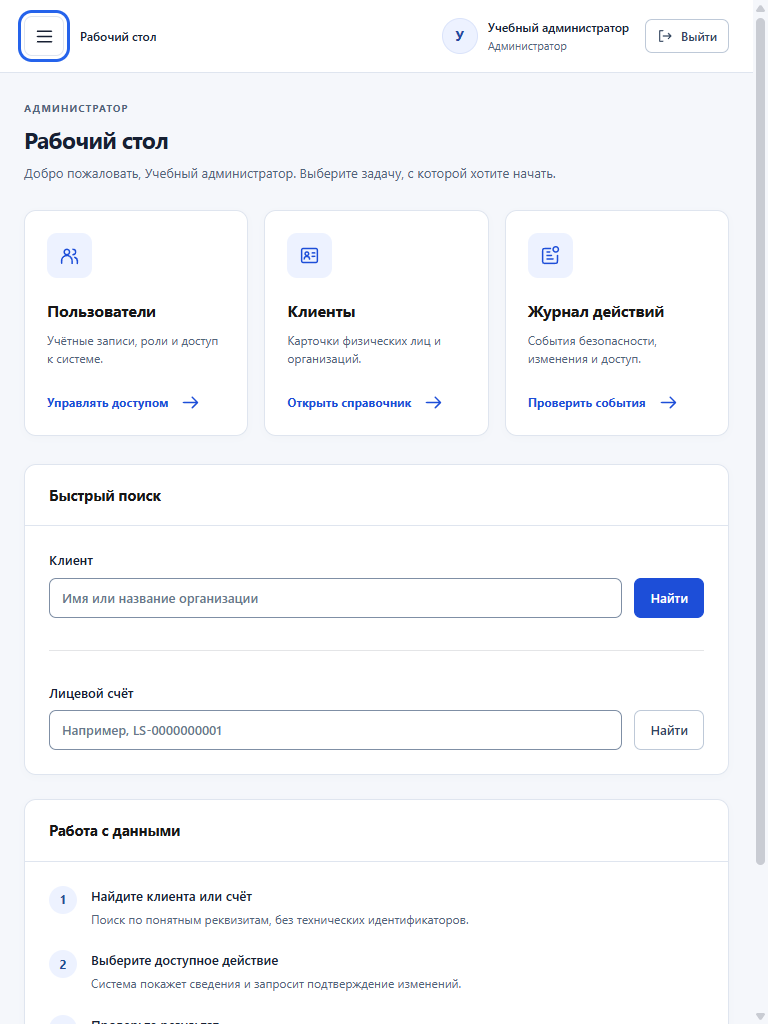 Рабочий стол
У
Учебный администратор
Администратор
Выйти
АДМИНИСТРАТОР
Рабочий стол
Добро пожаловать, Учебный администратор. Выберите задачу, с которой хотите начать.
Пользователи
Учётные записи, роли и доступ
к системе.
Управлять доступом
Клиенты
Карточки физических лиц и
организаций.
Открыть справочник
Журнал действий
События безопасности,
изменения и доступ.
Проверить события
Быстрый поиск
Клиент
Имя или название организации
Найти
Лицевой счёт
Например, LS-0000000001
Найти
Работа с данными
1
Найдите клиента или счёт
Поиск по понятным реквизитам, без технических идентификаторов.
2
Выберите доступное действие
Система покажет сведения и запросит подтверждение изменений.